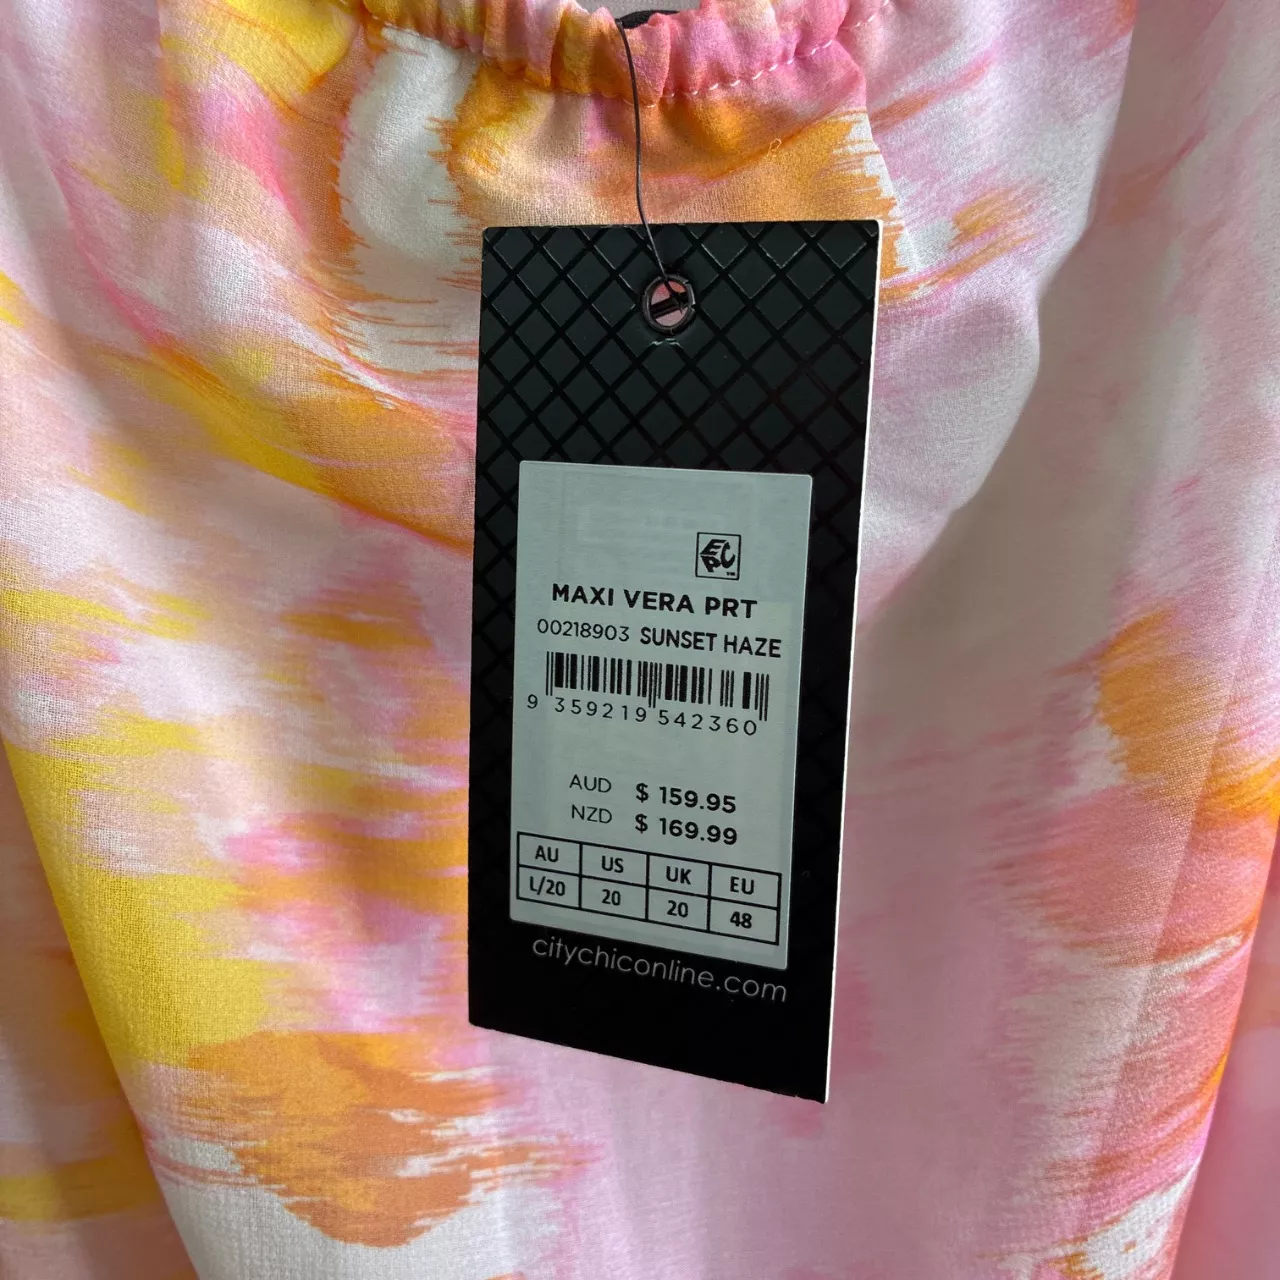 ECPC™
MAXI VERA PRT
00218903 SUNSET HAZE
9 359219 542360
AUD $ 159.95
NZD $ 169.99
AU US UK EU
L/20 20 20 48
citychiconline.com